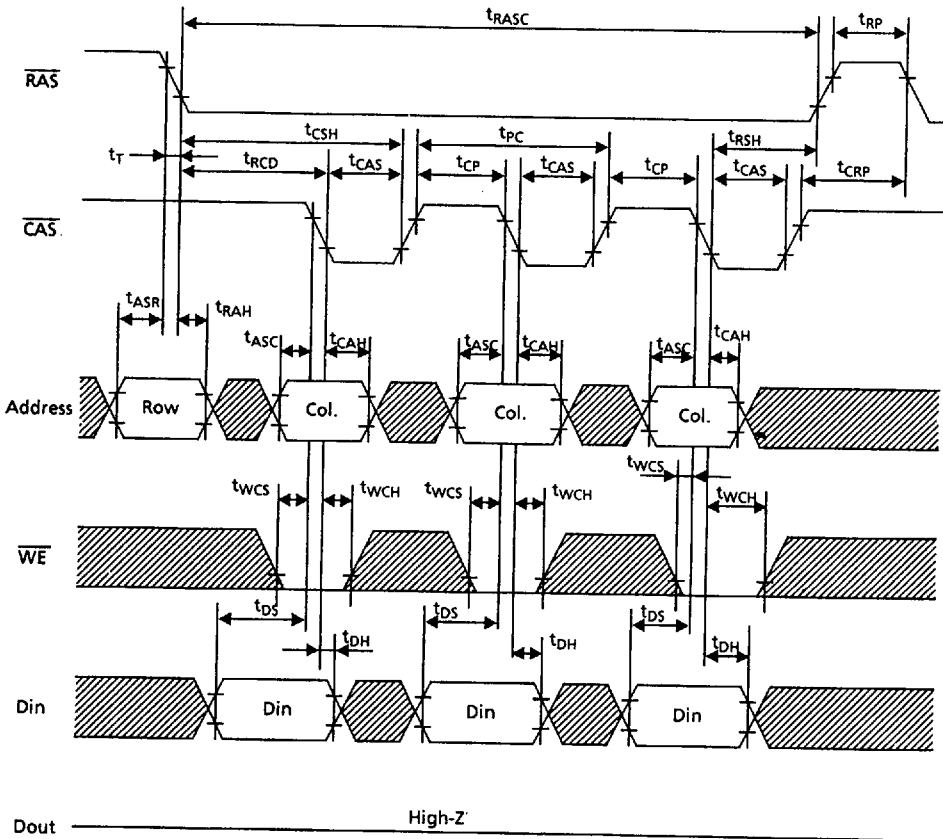 tRASC tRP
RAS
tCSH tPC tRSH
tT tRCD tCAS tCP tCAS tCP tCAS tCRP
CAS
tASR tRAH tASC tCAH tASC tCAH tASC tCAH
Address Row Col. Col. Col.
tWCS tWCH tWCS tWCH tWCS tWCH
WE
tDS tDH tDS tDH tDS tDH
Din Din Din Din
Dout High-Z